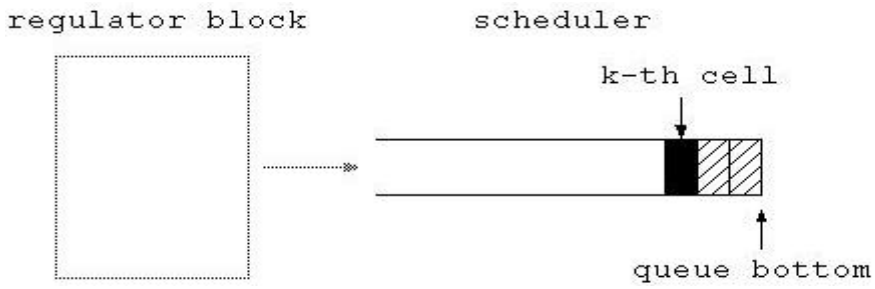 regulator block
scheduler
k-th cell
queue bottom